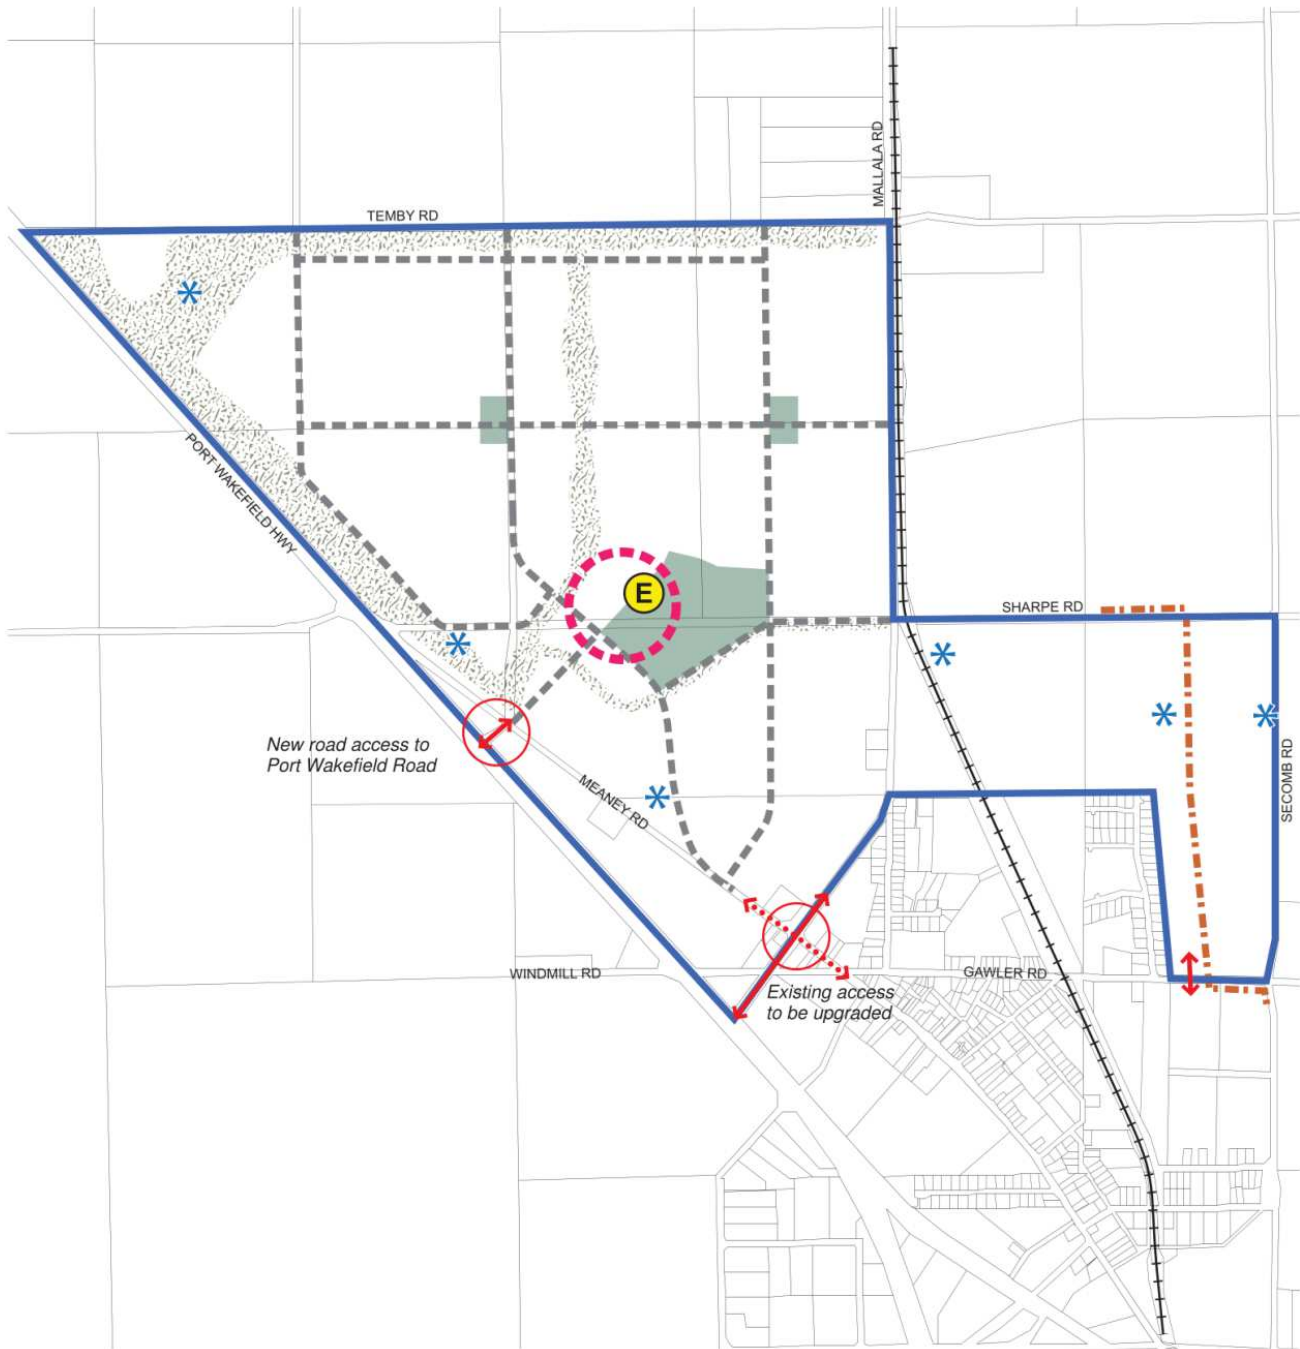 TEMBY RD
MALLALA RD
PORT WAKEFIELD HWY
E
SHARPE RD
New road access to
Port Wakefield Road
MEANEY RD
SECOMB RD
WINDMILL RD
GAWLER RD
Existing access
to be upgraded